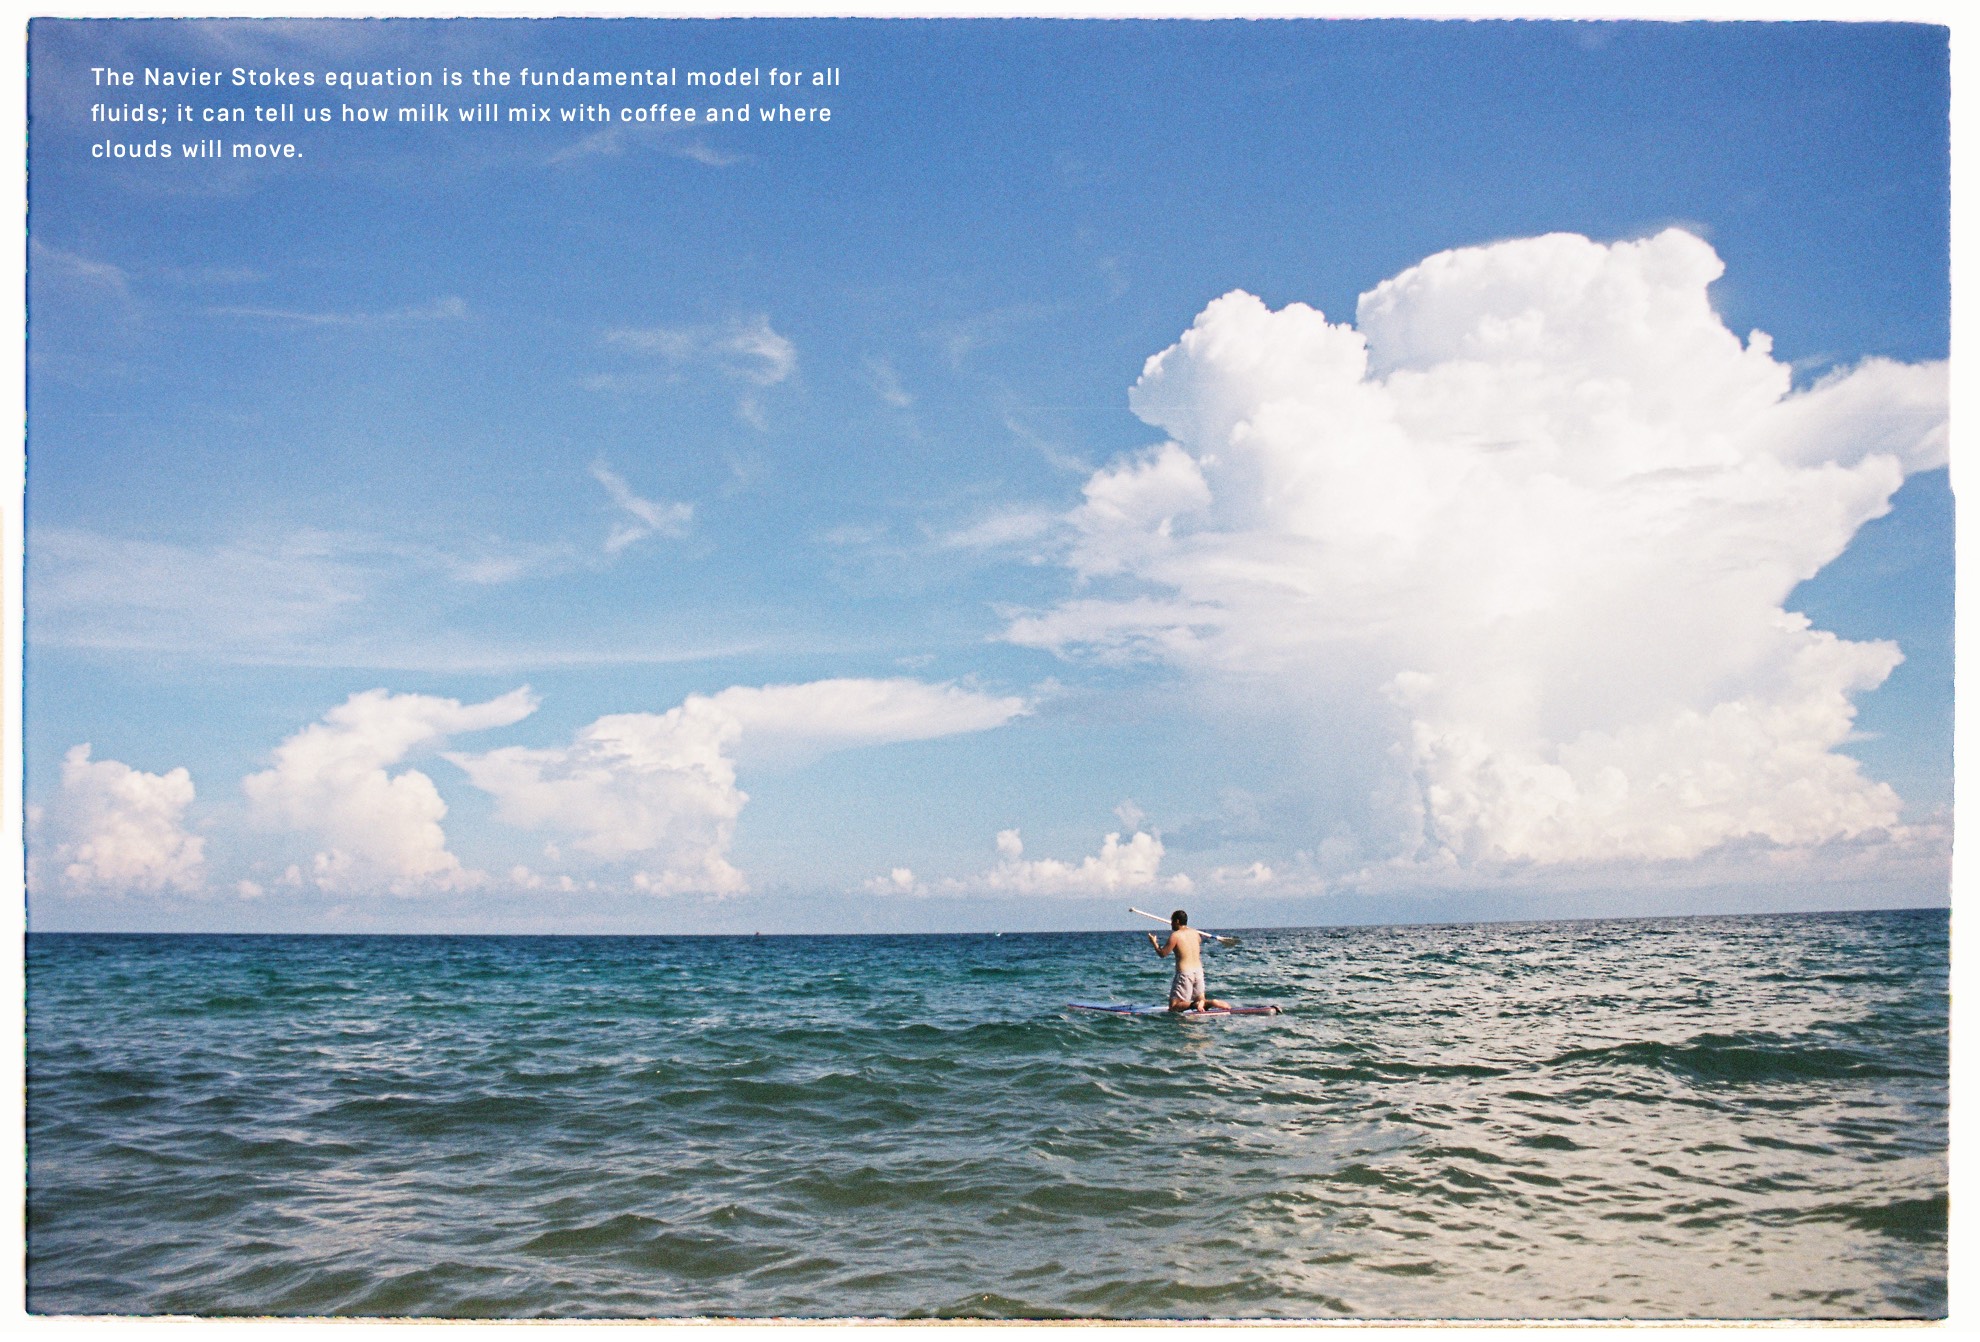 The Navier Stokes equation is the fundamental model for all
fluids; it can tell us how milk will mix with coffee and where
clouds will move.